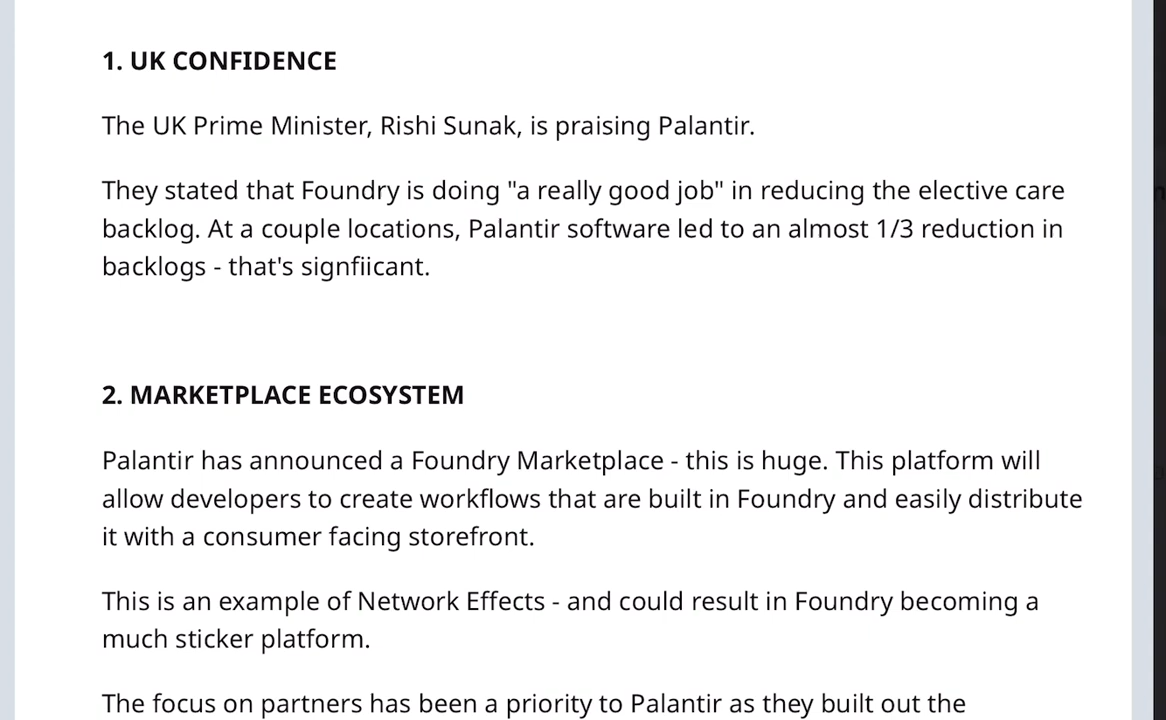 1. UK CONFIDENCE
The UK Prime Minister, Rishi Sunak, is praising Palantir.
They stated that Foundry is doing "a really good job" in reducing the elective care
backlog. At a couple locations, Palantir software led to an almost 1/3 reduction in
backlogs - that's signfiicant.
2. MARKETPLACE ECOSYSTEM
Palantir has announced a Foundry Marketplace - this is huge. This platform will
allow developers to create workflows that are built in Foundry and easily distribute
it with a consumer facing storefront.
This is an example of Network Effects - and could result in Foundry becoming a
much sticker platform.
The focus on partners has been a priority to Palantir as they built out the